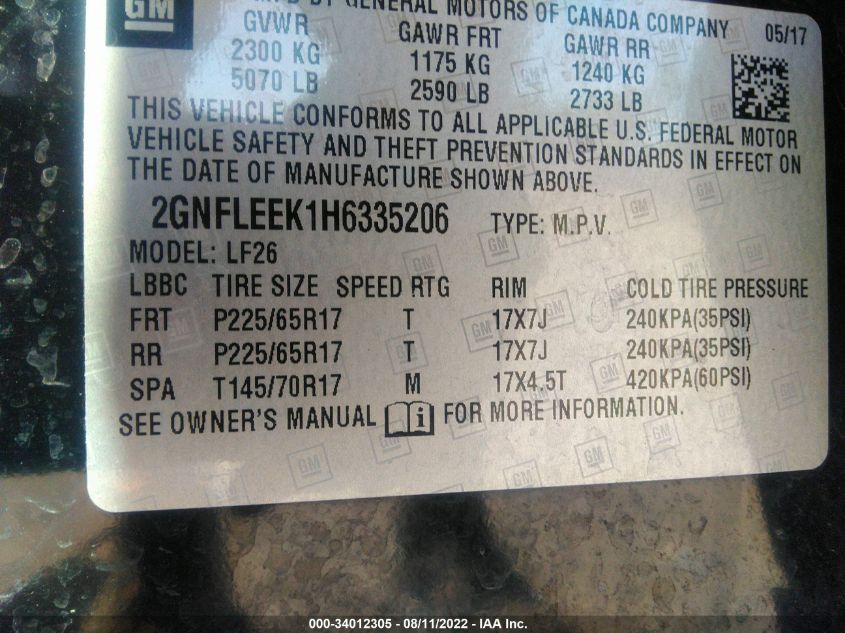 GM
MFD BY GENERAL MOTORS OF CANADA COMPANY
GVWR GAWR FRT GAWR RR 05/17
2300 KG 1175 KG 1240 KG
5070 LB 2590 LB 2733 LB
THIS VEHICLE CONFORMS TO ALL APPLICABLE U.S. FEDERAL MOTOR
VEHICLE SAFETY AND THEFT PREVENTION STANDARDS IN EFFECT ON
THE DATE OF MANUFACTURE SHOWN ABOVE.
2GNFLEEK1H6335206 TYPE: M.P.V.
MODEL: LF26
LBBC TIRE SIZE SPEED RTG RIM COLD TIRE PRESSURE
FRT P225/65R17 T 17X7J 240KPA(35PSI)
RR P225/65R17 T 17X7J 240KPA(35PSI)
SPA T145/70R17 M 17X4.5T 420KPA(60PSI)
SEE OWNER'S MANUAL i FOR MORE INFORMATION.
000-34012305 - 08/11/2022 - IAA Inc.